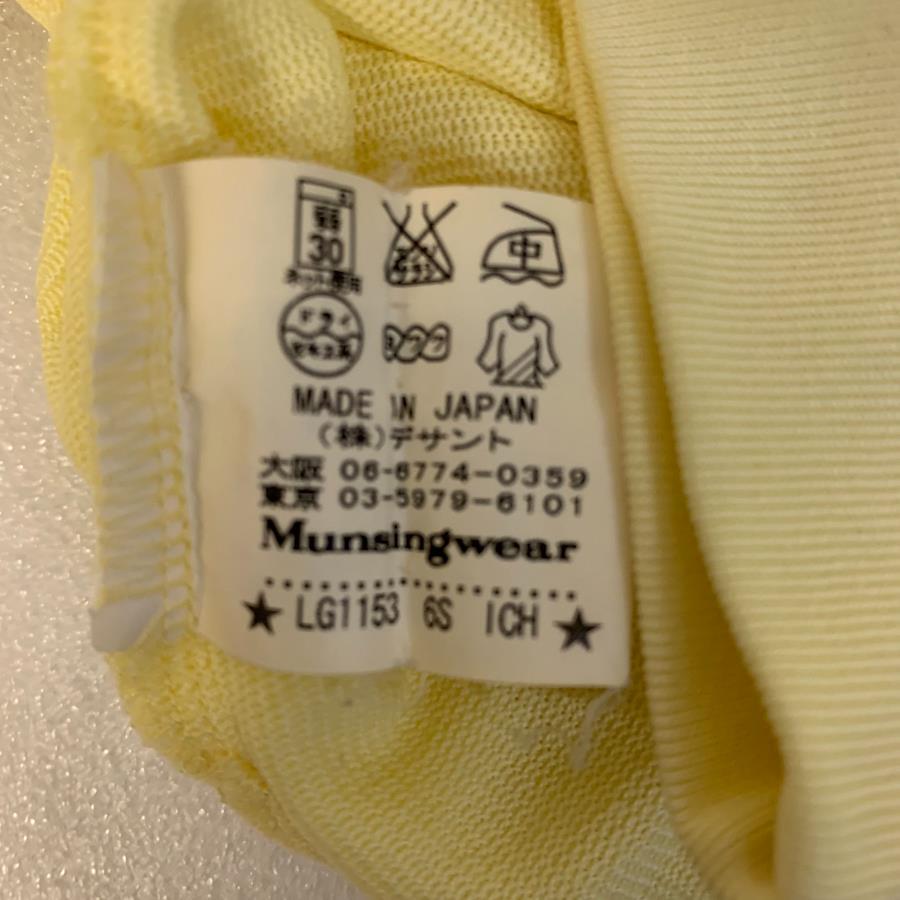 弱 中
30
ネット使用
ドライ
セキユ系
MADE IN JAPAN
(株)デサント
大阪 06-6774-0359
東京 03-5979-6101
Munsingwear
★ LG1153 6S ICH ★